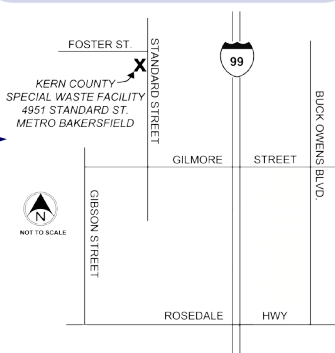 FOSTER ST.
STANDARD STREET
99
X
KERN COUNTY
SPECIAL WASTE FACILITY
4951 STANDARD ST.
METRO BAKERSFIELD
BUCK OWENS BLVD.
GILMORE STREET
GIBSON STREET
N
NOT TO SCALE
ROSEDALE HWY